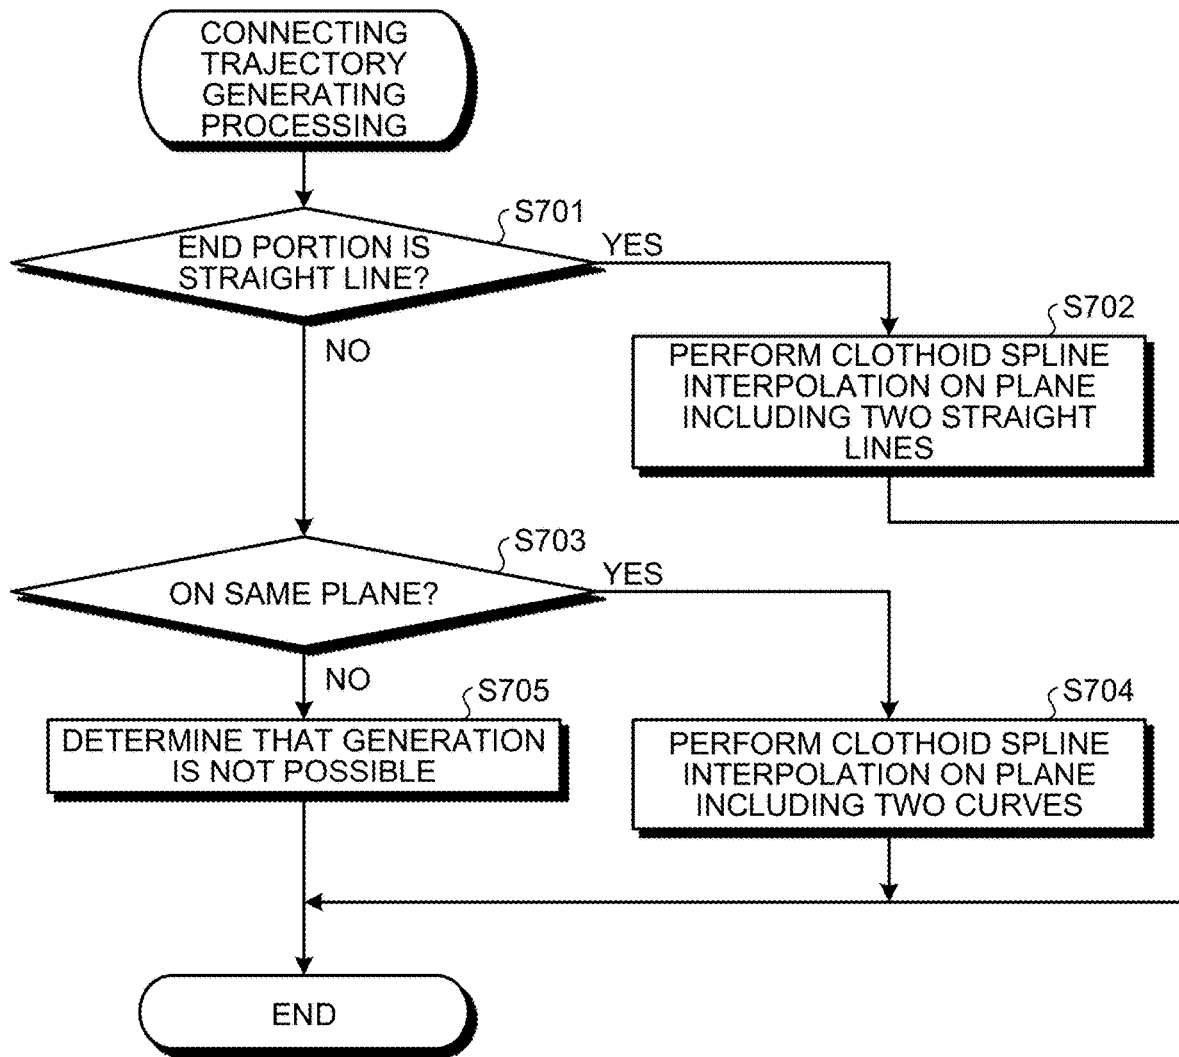 CONNECTING
TRAJECTORY
GENERATING
PROCESSING
S701
END PORTION IS
STRAIGHT LINE?
YES
NO
S702
PERFORM CLOTHOID SPLINE
INTERPOLATION ON PLANE
INCLUDING TWO STRAIGHT
LINES
S703
ON SAME PLANE?
YES
NO
S705
DETERMINE THAT GENERATION
IS NOT POSSIBLE
S704
PERFORM CLOTHOID SPLINE
INTERPOLATION ON PLANE
INCLUDING TWO CURVES
END